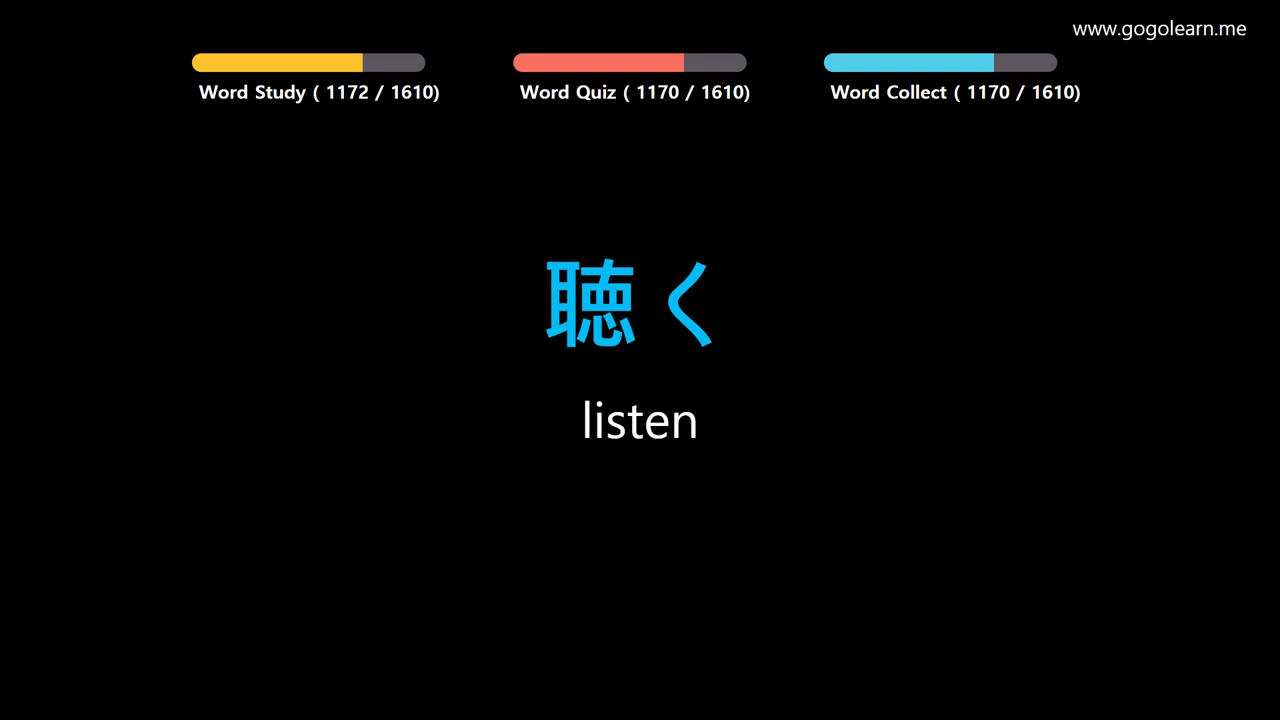 www.gogolearn.me
Word Study ( 1172 / 1610)
Word Quiz ( 1170 / 1610)
Word Collect ( 1170 / 1610)
聴く
listen